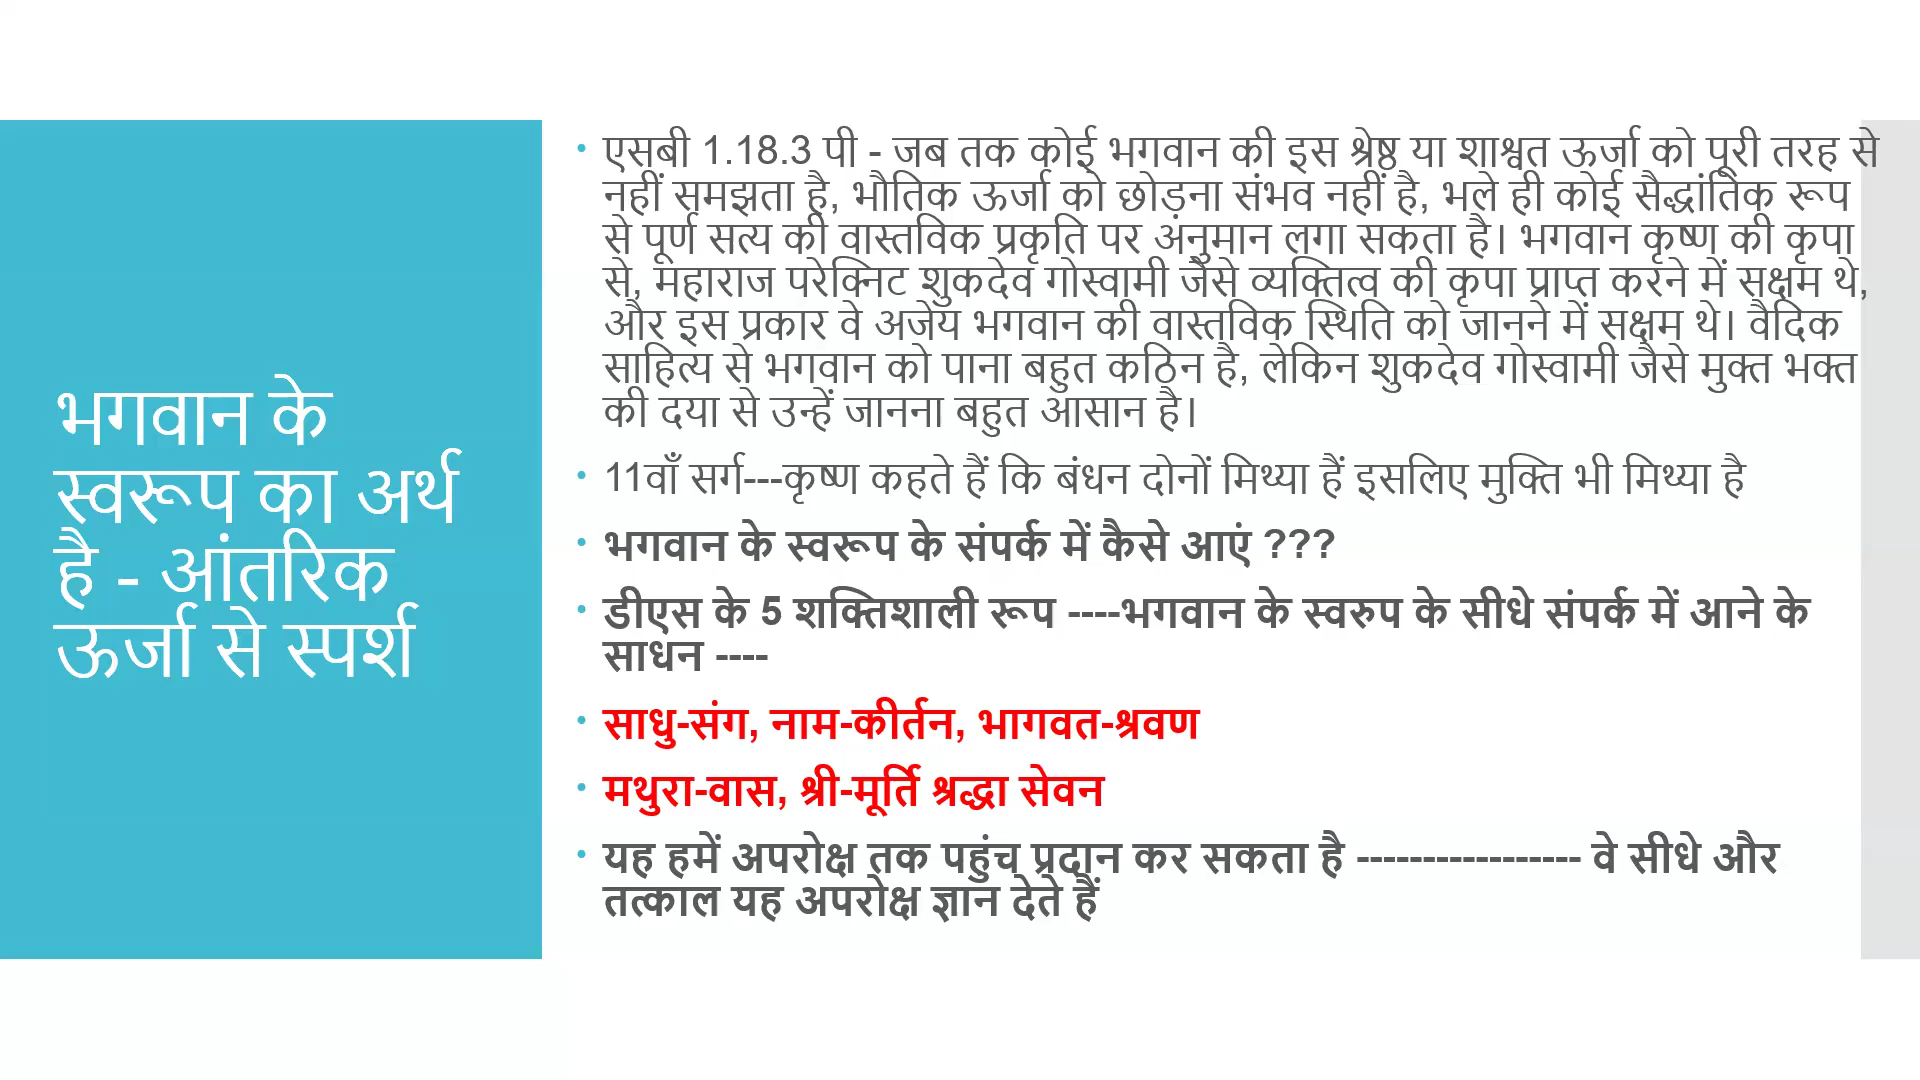 भगवान के
स्वरूप का अर्थ
है - आंतरिक
ऊर्जा से स्पर्श
• एसबी 1.18.3 पी - जब तक कोई भगवान की इस श्रेष्ठ या शाश्वत ऊर्जा को पूरी तरह से
नहीं समझता है, भौतिक ऊर्जा को छोड़ना संभव नहीं है, भले ही कोई सैद्धांतिक रूप
से पूर्ण सत्य की वास्तविक प्रकृति पर अनुमान लगा सकता है। भगवान कृष्ण की कृपा
से, महाराज परेक्निट शुकदेव गोस्वामी जैसे व्यक्तित्व की कृपा प्राप्त करने में सक्षम थे,
और इस प्रकार वे अजेय भगवान की वास्तविक स्थिति को जानने में सक्षम थे। वैदिक
साहित्य से भगवान को पाना बहुत कठिन है, लेकिन शुकदेव गोस्वामी जैसे मुक्त भक्त
की दया से उन्हें जानना बहुत आसान है।
• 11वाँ सर्ग---कृष्ण कहते हैं कि बंधन दोनों मिथ्या हैं इसलिए मुक्ति भी मिथ्या है
• भगवान के स्वरूप के संपर्क में कैसे आएं ???
• डीएस के 5 शक्तिशाली रूप ----भगवान के स्वरुप के सीधे संपर्क में आने के
साधन ----
• साधु-संग, नाम-कीर्तन, भागवत-श्रवण
• मथुरा-वास, श्री-मूर्ति श्रद्धा सेवन
• यह हमें अपरोक्ष तक पहुंच प्रदान कर सकता है ----------------- वे सीधे और
तत्काल यह अपरोक्ष ज्ञान देते हैं